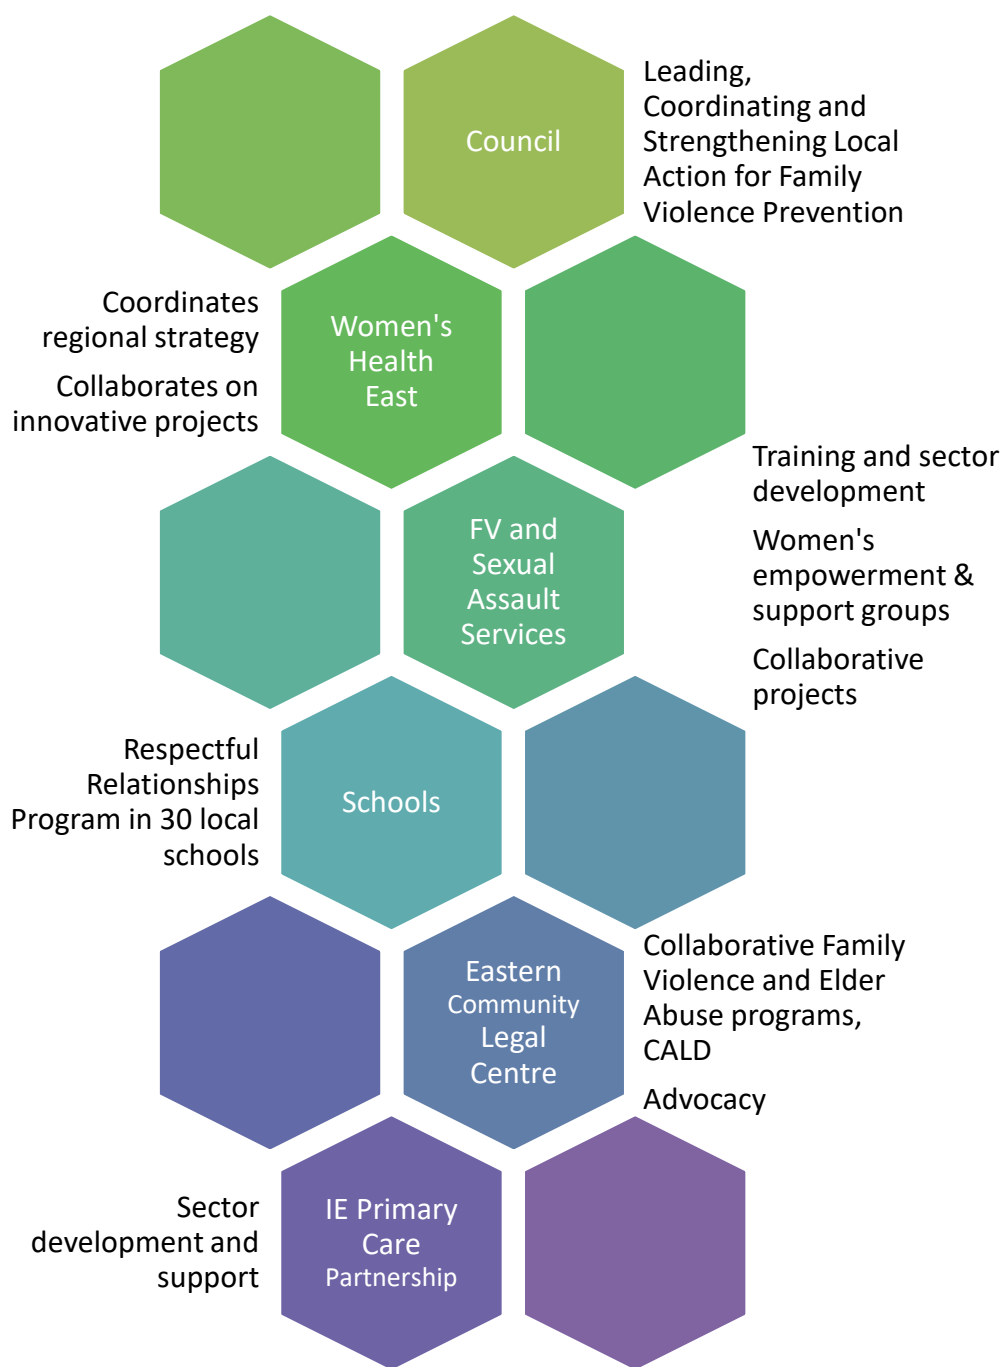 Council
Leading,
Coordinating and
Strengthening Local
Action for Family
Violence Prevention
Coordinates
regional strategy
Collaborates on
innovative projects
Women's
Health
East
FV and
Sexual
Assault
Services
Training and sector
development
Women's
empowerment &
support groups
Collaborative
projects
Respectful
Relationships
Program in 30 local
schools
Schools
Eastern
Community
Legal
Centre
Collaborative Family
Violence and Elder
Abuse programs,
CALD
Advocacy
Sector
development and
support
IE Primary
Care
Partnership